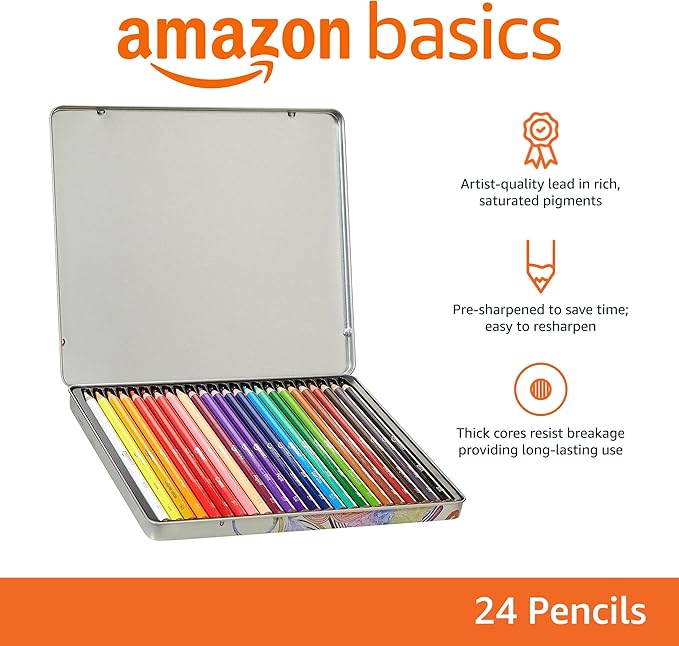 amazon basics
Artist-quality lead in rich,
saturated pigments
Pre-sharpened to save time;
easy to resharpen
Thick cores resist breakage
providing long-lasting use
24 Pencils